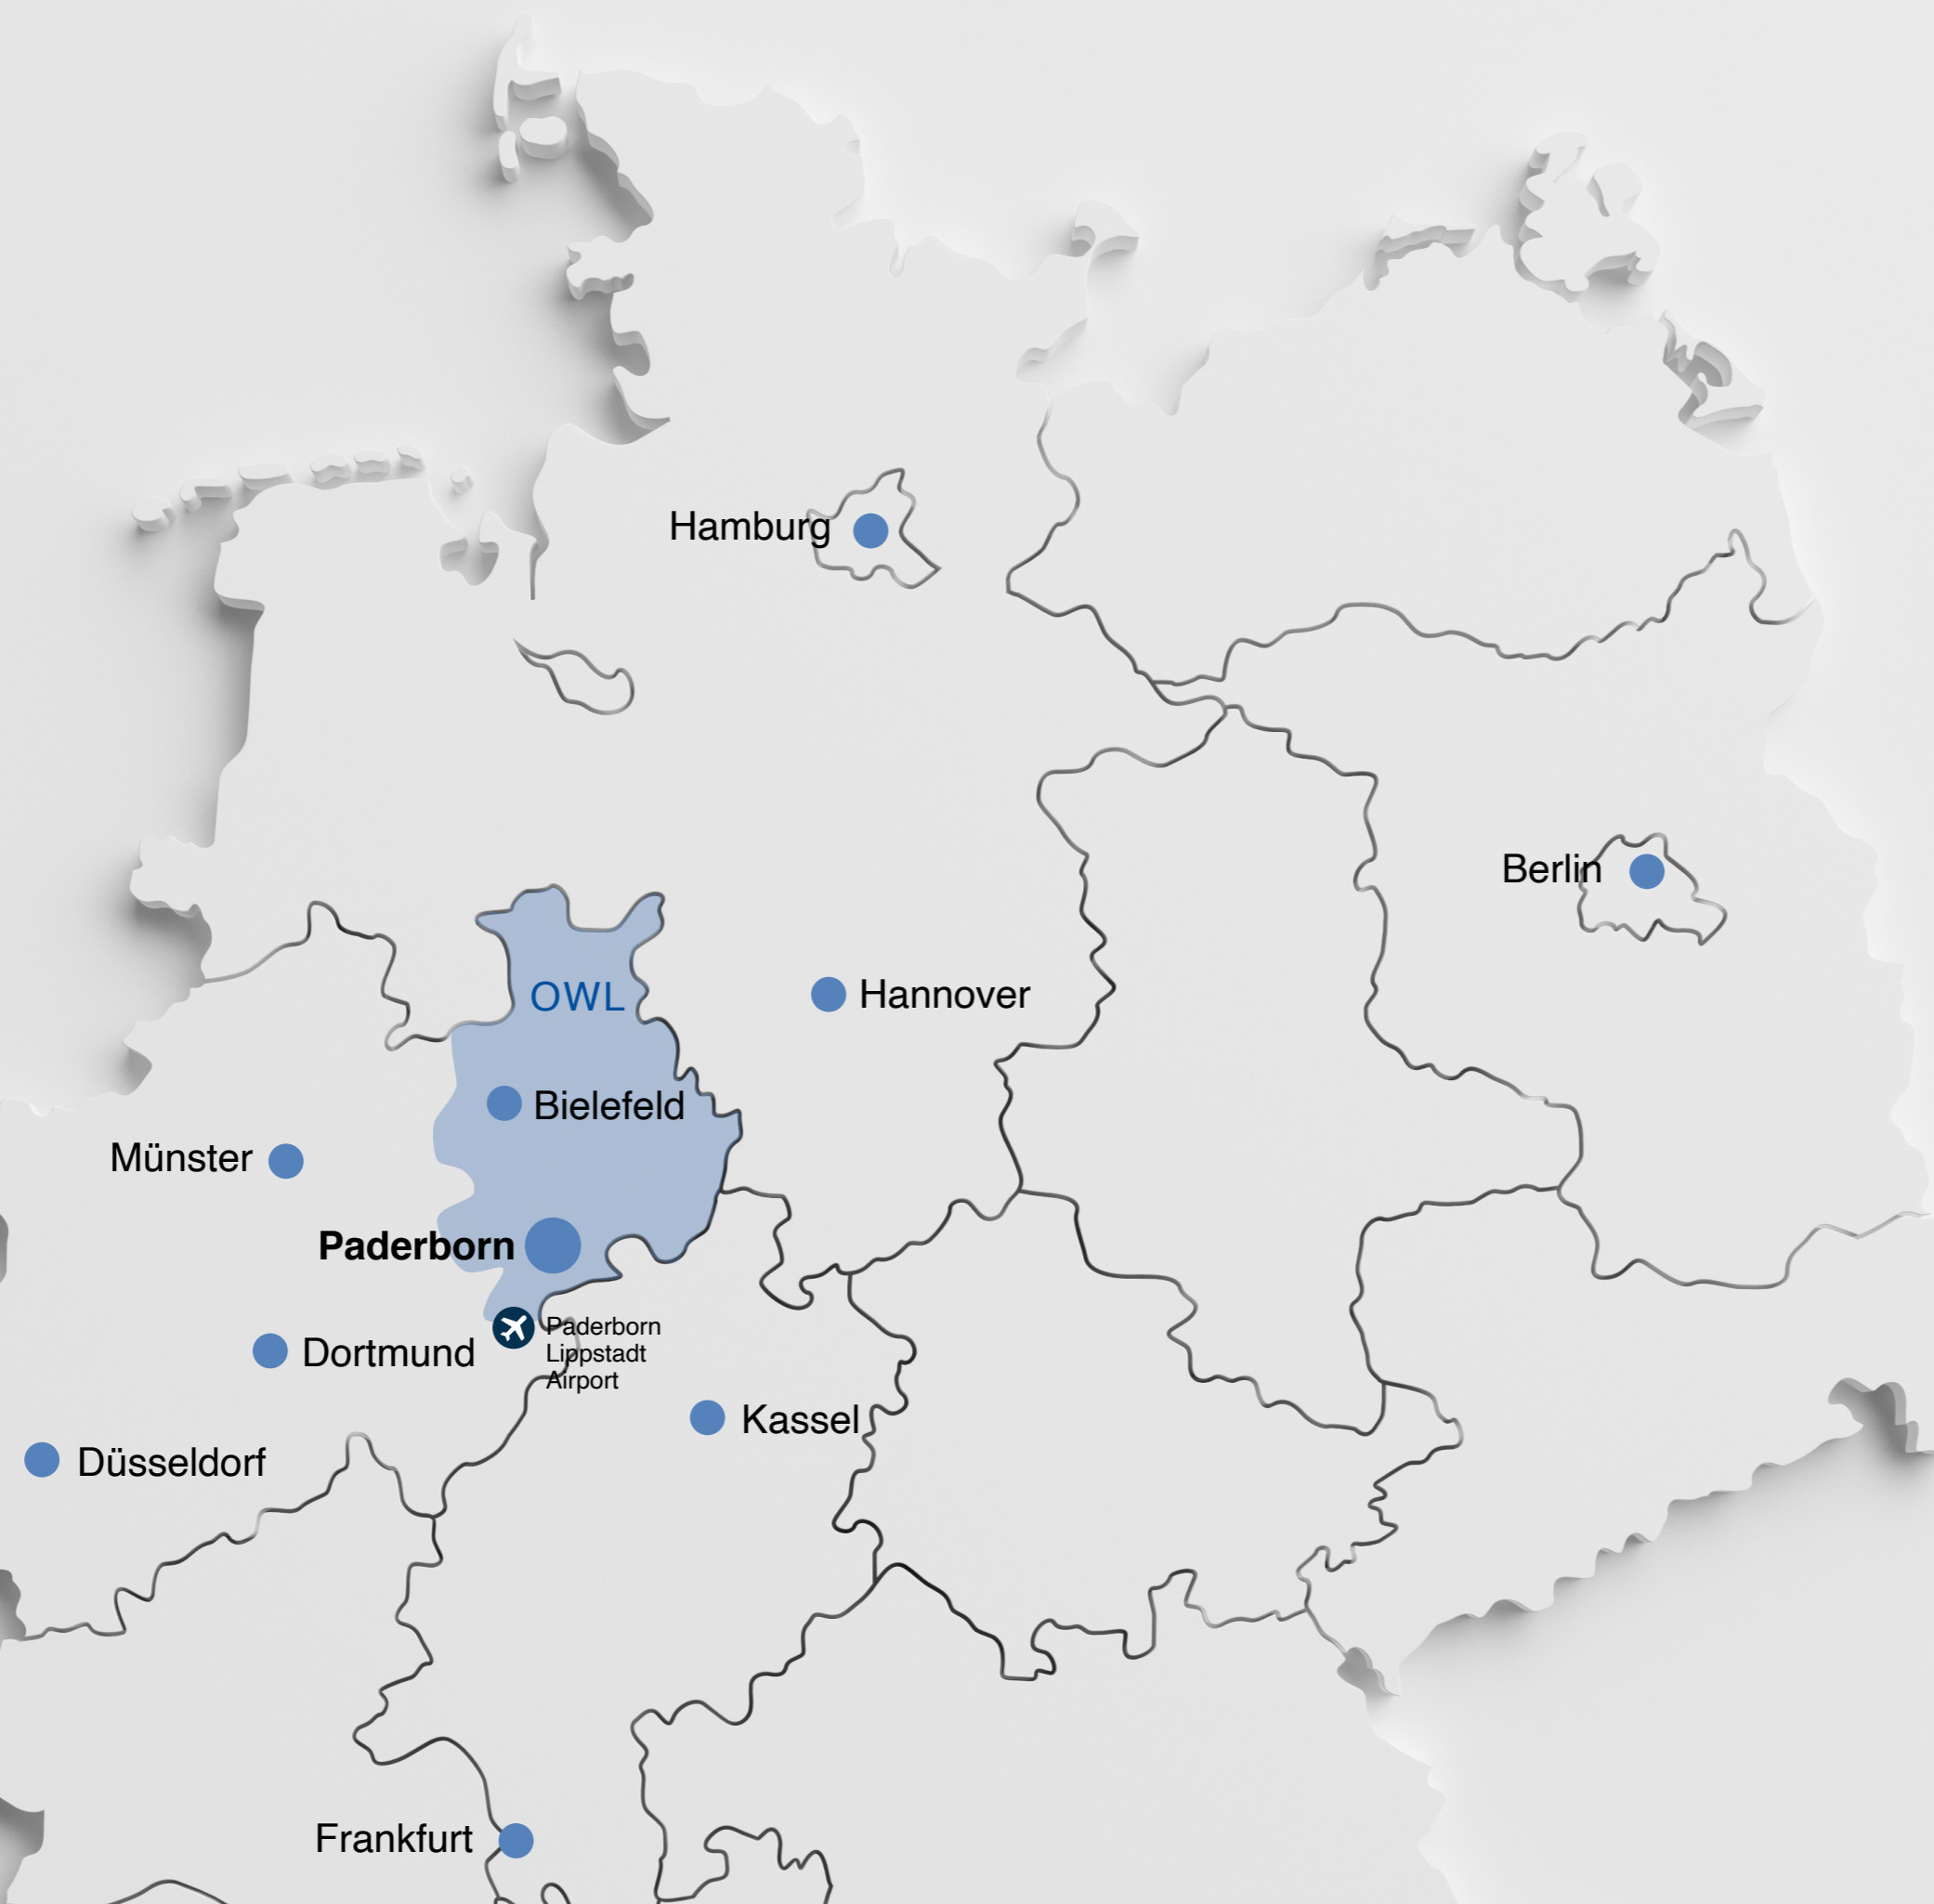 Hamburg
Berlin
OWL
Hannover
Bielefeld
Münster
Paderborn
Paderborn
Lippstadt
Airport
Dortmund
Kassel
Düsseldorf
Frankfurt